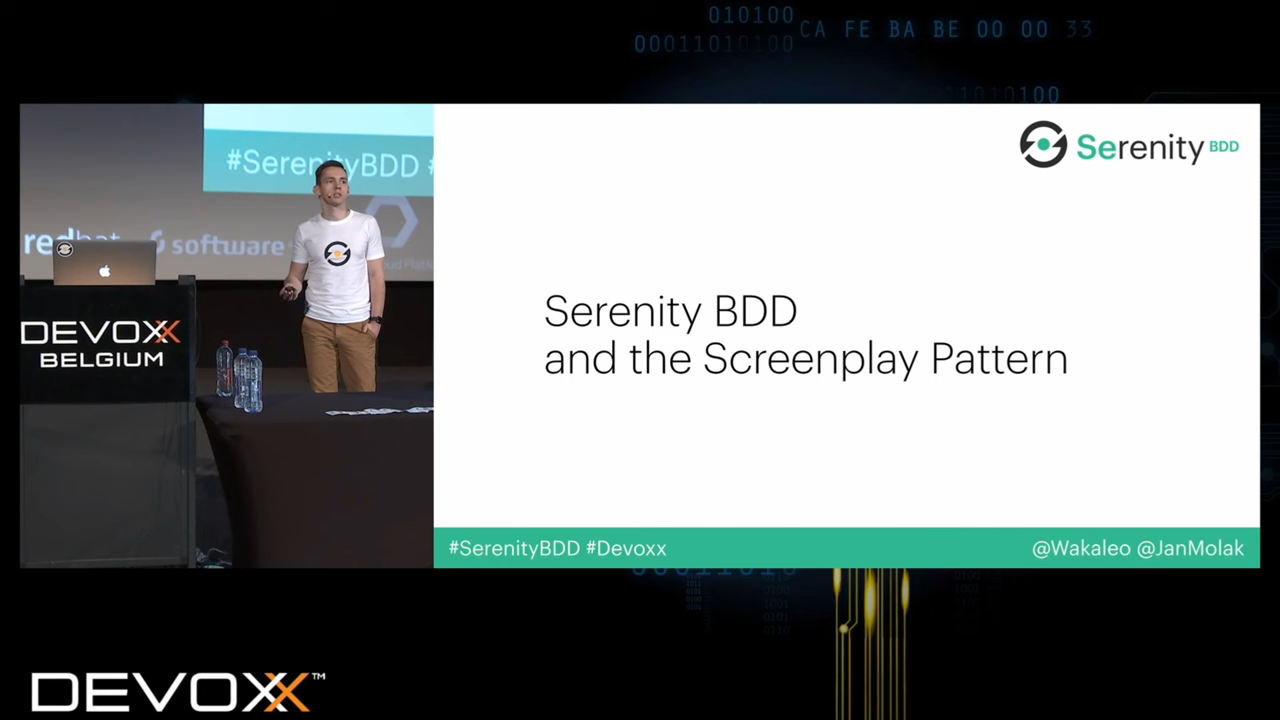 010100
00011010100
CA FE BA BE 00 00 33
1010100
Serenity BDD
#SerenityBDD #
redhat
software
DEVOXX
BELGIUM
Serenity BDD
and the Screenplay Pattern
#SerenityBDD #Devoxx
@Wakaleo @JanMolak
DEVOXX™